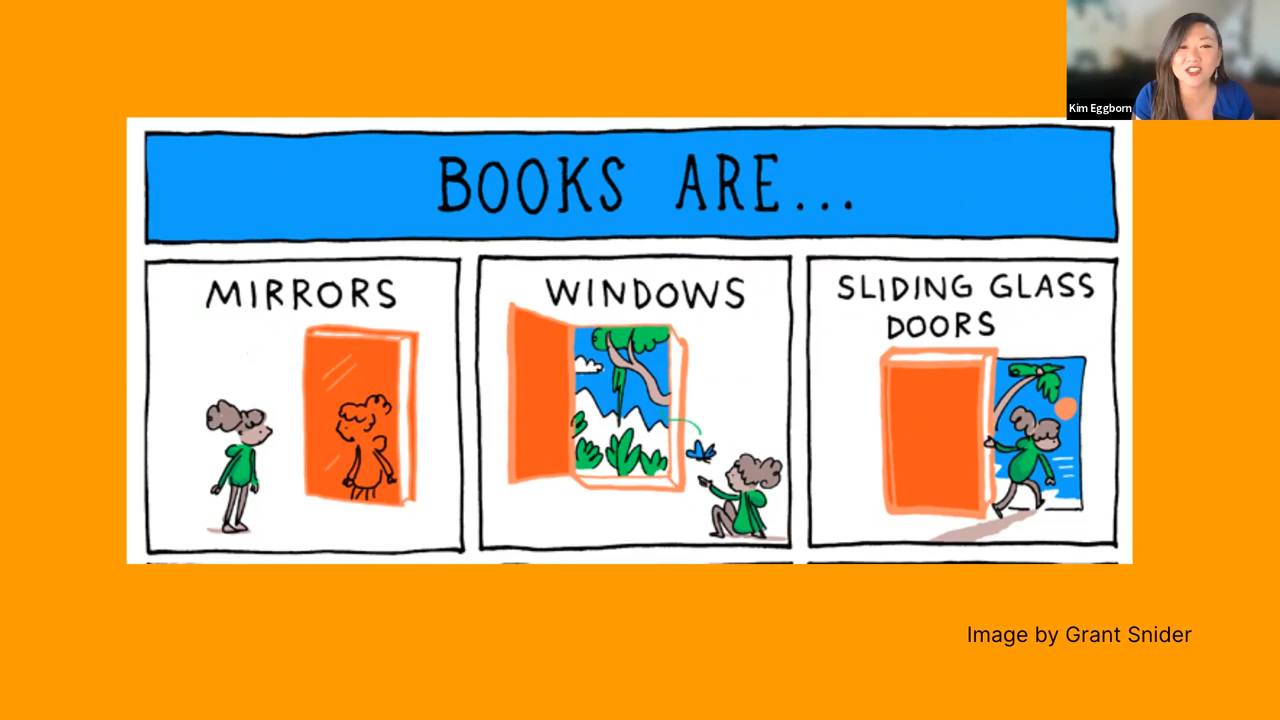 Kim Eggborn
BOOKS ARE...
MIRRORS
WINDOWS
SLIDING GLASS
DOORS
Image by Grant Snider